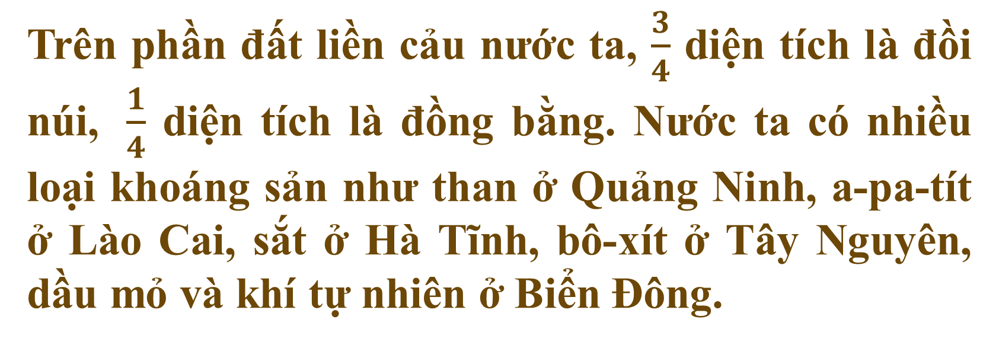 Trên phần đất liền cảu nước ta, 3/4 diện tích là đồi
núi, 1/4 diện tích là đồng bằng. Nước ta có nhiều
loại khoáng sản như than ở Quảng Ninh, a-pa-tít
ở Lào Cai, sắt ở Hà Tĩnh, bô-xít ở Tây Nguyên,
dầu mỏ và khí tự nhiên ở Biển Đông.